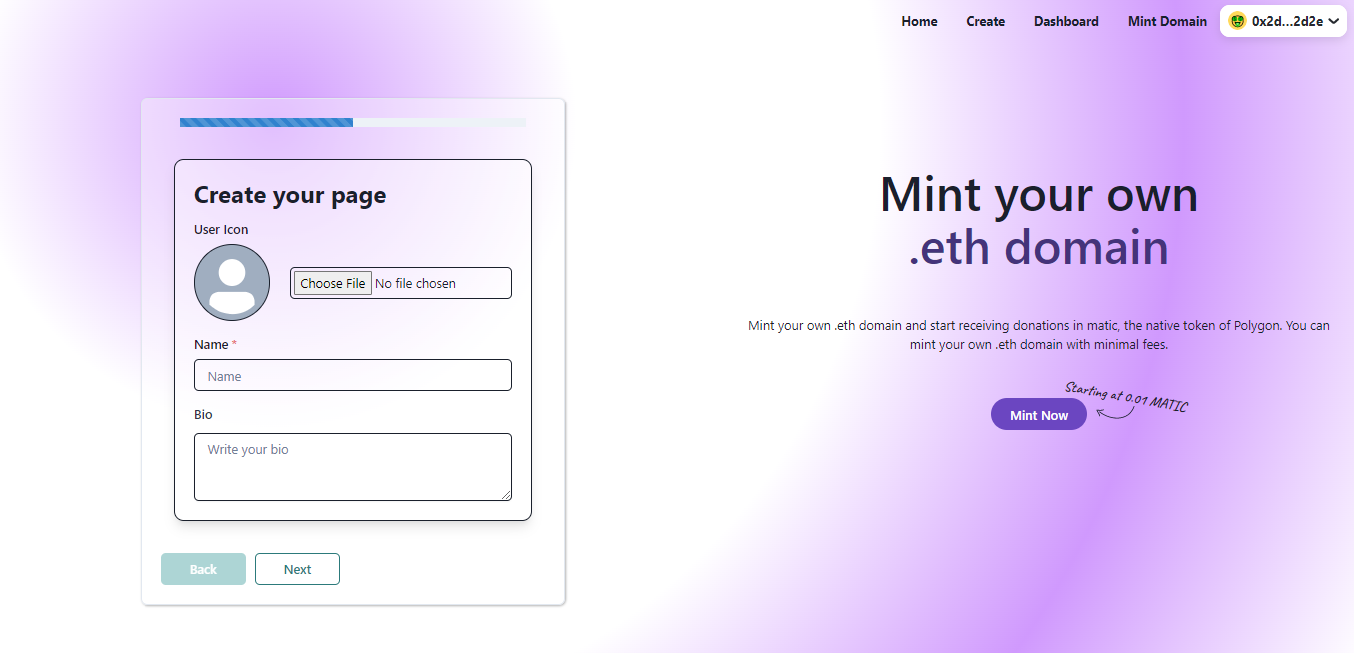 Home Create Dashboard Mint Domain 0x2d...2d2e
Create your page
User Icon
Choose File No file chosen
Name *
Name
Bio
Write your bio
Back Next
Mint your own
.eth domain
Mint your own .eth domain and start receiving donations in matic, the native token of Polygon. You can
mint your own .eth domain with minimal fees.
Starting at 0.01 MATIC
Mint Now